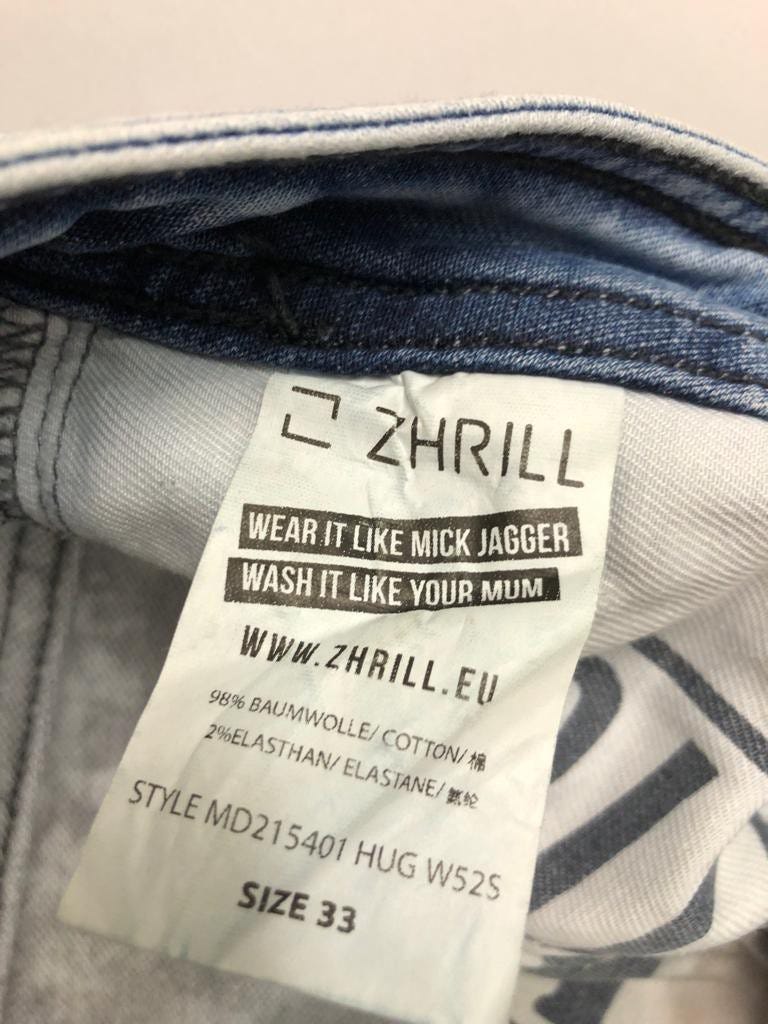 ZHRILL
WEAR IT LIKE MICK JAGGER
WASH IT LIKE YOUR MUM
WWW.ZHRILL.EU
98% BAUMWOLLE/ COTTON/ 棉
2%ELASTHAN/ ELASTANE/ 氨纶
STYLE MD215401 HUG W52S
SIZE 33